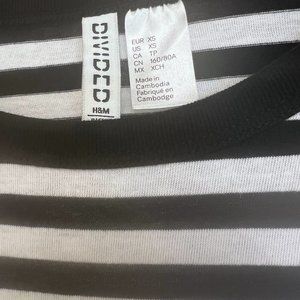 DIVIDED
H&M
EUR XS
US XS
CA TP
CN 160/80A
MX XCH
Made in
Cambodia
Fabriqué en
Cambodge